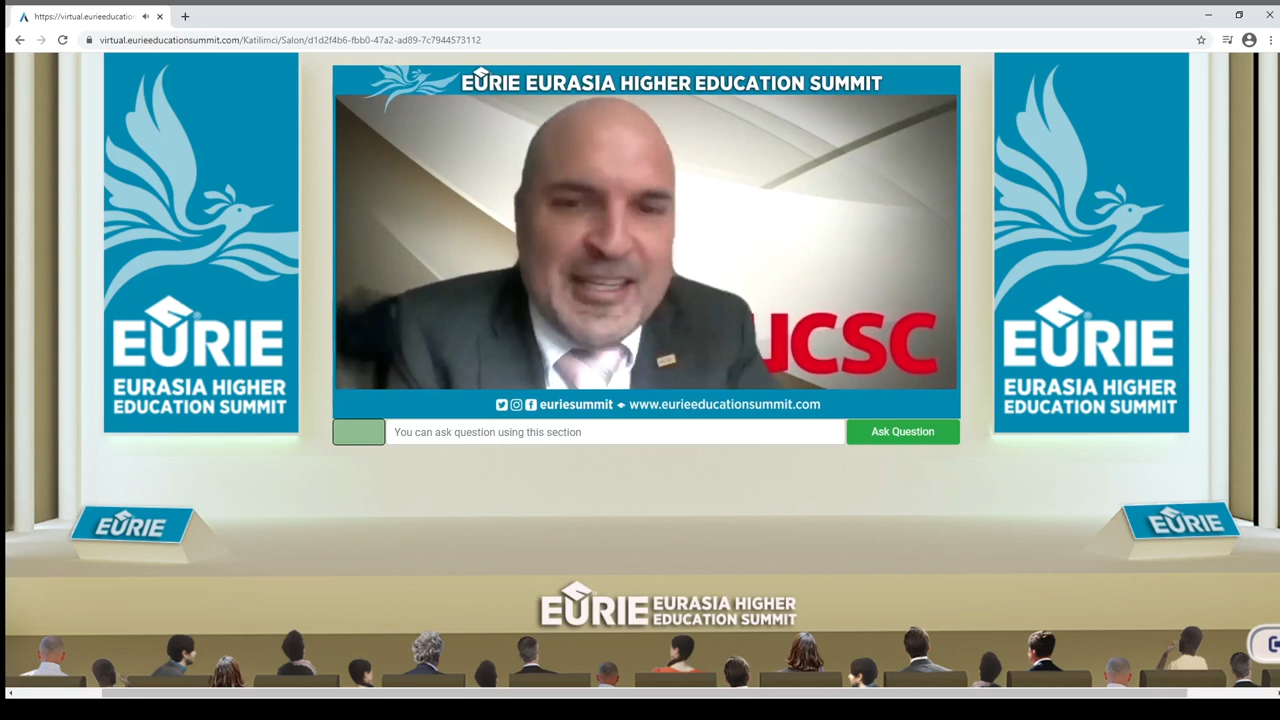 https://virtual.eurieeducation
virtual.eurieeducationsummit.com/Katilimci/Salon/d1d2f4b6-fbb0-47a2-ad89-7c7944573112
EURIE EURASIA HIGHER EDUCATION SUMMIT
UCSC
euriesummit www.eurieeducationsummit.com
You can ask question using this section
Ask Question
EURIE
EURASIA HIGHER
EDUCATION SUMMIT
EURIE
EURASIA HIGHER
EDUCATION SUMMIT
EURIE
EURIE
EURIE EURASIA HIGHER
EDUCATION SUMMIT